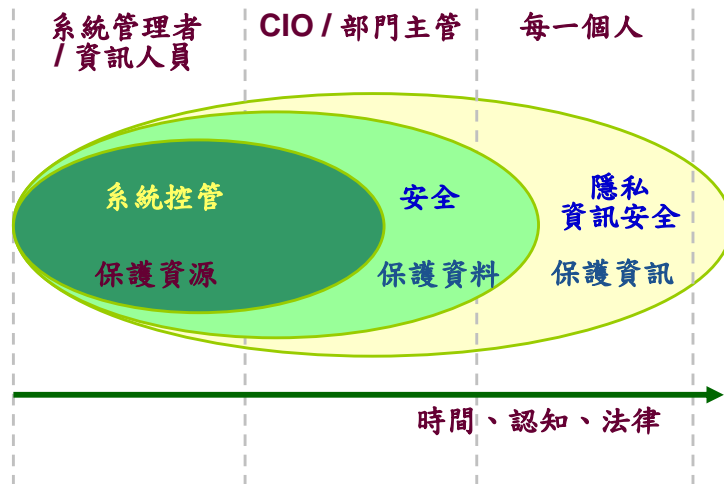 系統管理者
/ 資訊人員
CIO / 部門主管
每一個人
系統控管
安全
隱私
資訊安全
保護資源
保護資料
保護資訊
時間、認知、法律